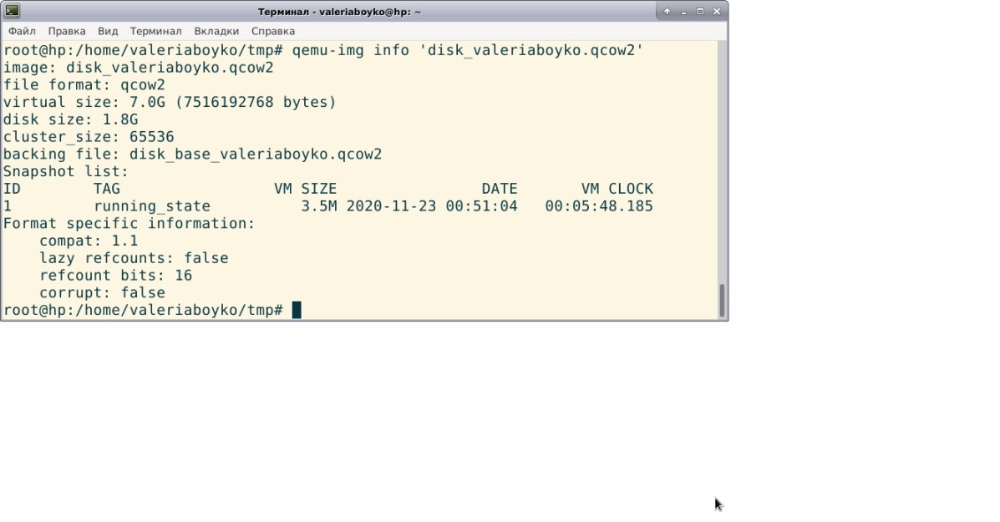 Терминал - valeriaboyko@hp: ~
Файл Правка Вид Терминал Вкладки Справка
root@hp:/home/valeriaboyko/tmp# qemu-img info 'disk_valeriaboyko.qcow2'
image: disk_valeriaboyko.qcow2
file format: qcow2
virtual size: 7.0G (7516192768 bytes)
disk size: 1.8G
cluster_size: 65536
backing file: disk_base_valeriaboyko.qcow2
Snapshot list:
ID        TAG                 VM SIZE                DATE       VM CLOCK
1         running_state          3.5M 2020-11-23 00:51:04   00:05:48.185
Format specific information:
    compat: 1.1
    lazy refcounts: false
    refcount bits: 16
    corrupt: false
root@hp:/home/valeriaboyko/tmp#